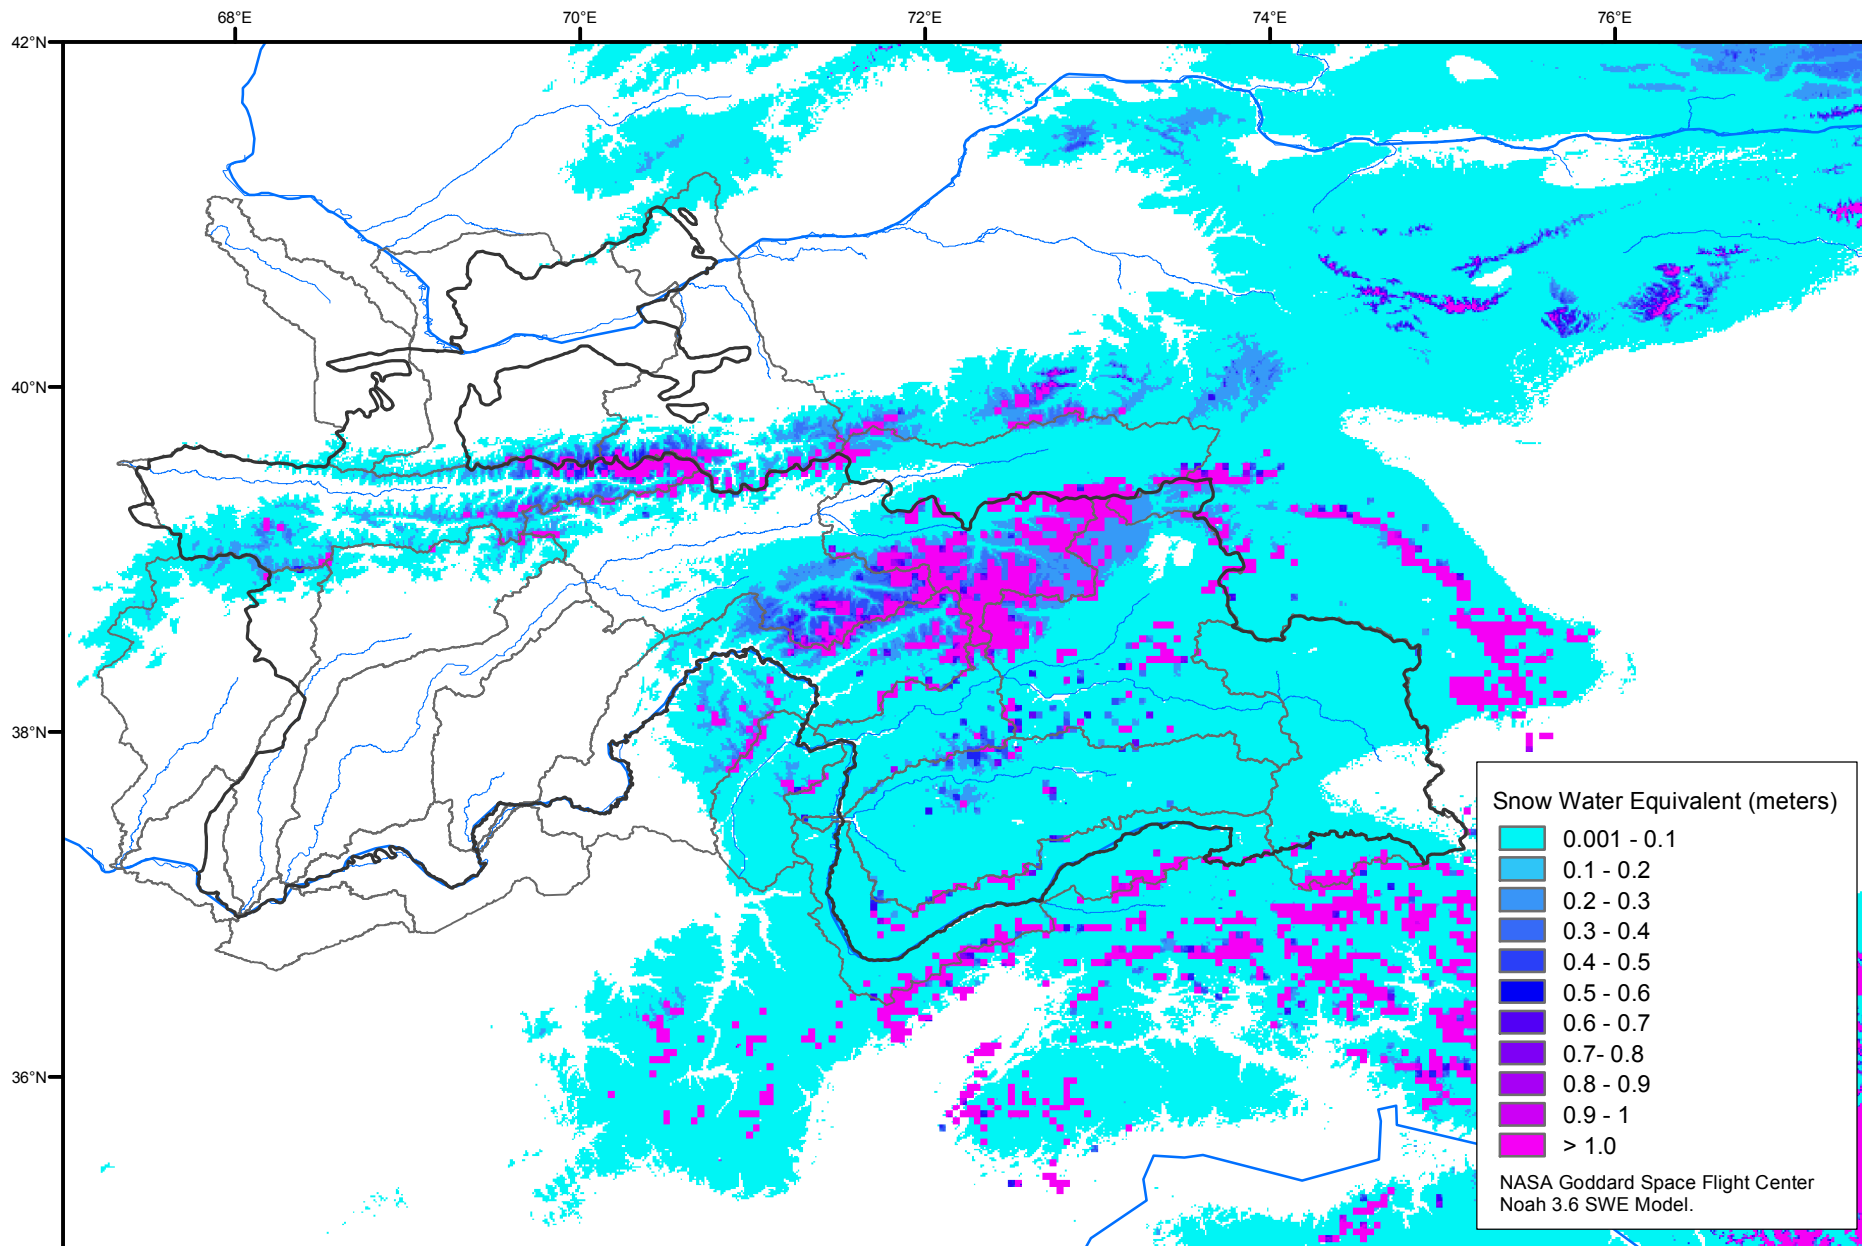 68°E 70°E 72°E 74°E 76°E
42°N
40°N
38°N
36°N
Snow Water Equivalent (meters)
0.001 - 0.1
0.1 - 0.2
0.2 - 0.3
0.3 - 0.4
0.4 - 0.5
0.5 - 0.6
0.6 - 0.7
0.7- 0.8
0.8 - 0.9
0.9 - 1
> 1.0
NASA Goddard Space Flight Center
Noah 3.6 SWE Model.